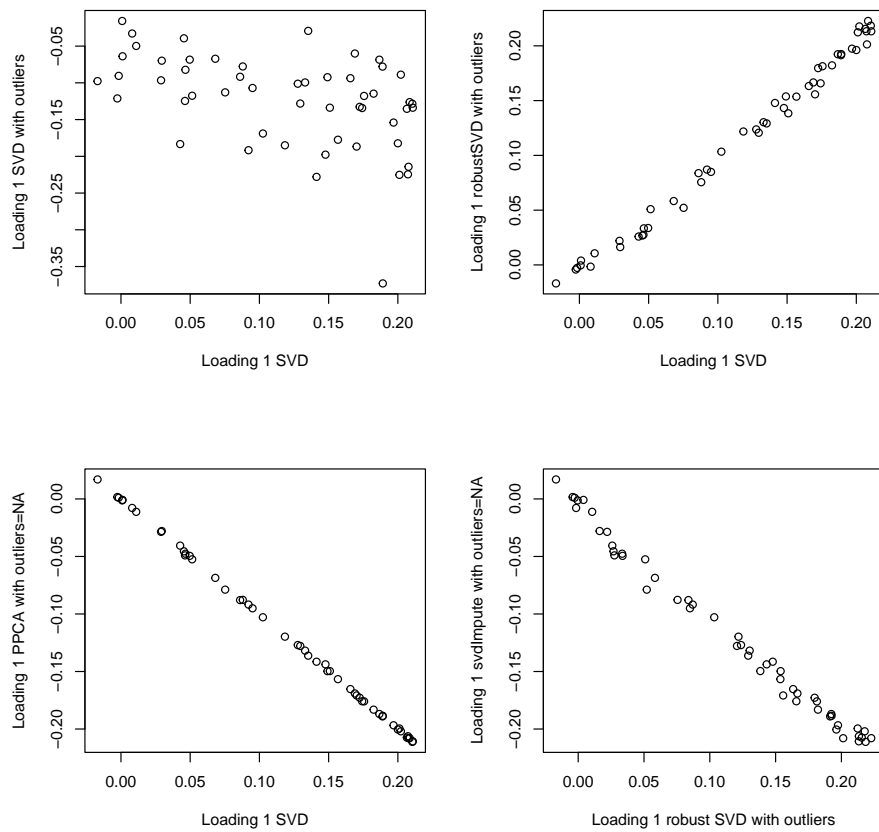 Loading 1 SVD with outliers
−0.05
−0.15
−0.25
−0.35
0.00 0.05 0.10 0.15 0.20
Loading 1 SVD
Loading 1 robustSVD with outliers
0.20
0.15
0.10
0.05
0.00
0.00 0.05 0.10 0.15 0.20
Loading 1 SVD
Loading 1 PPCA with outliers=NA
0.00
−0.05
−0.10
−0.15
−0.20
0.00 0.05 0.10 0.15 0.20
Loading 1 SVD
Loading 1 svdImpute with outliers=NA
0.00
−0.05
−0.10
−0.15
−0.20
0.00 0.05 0.10 0.15 0.20
Loading 1 robust SVD with outliers